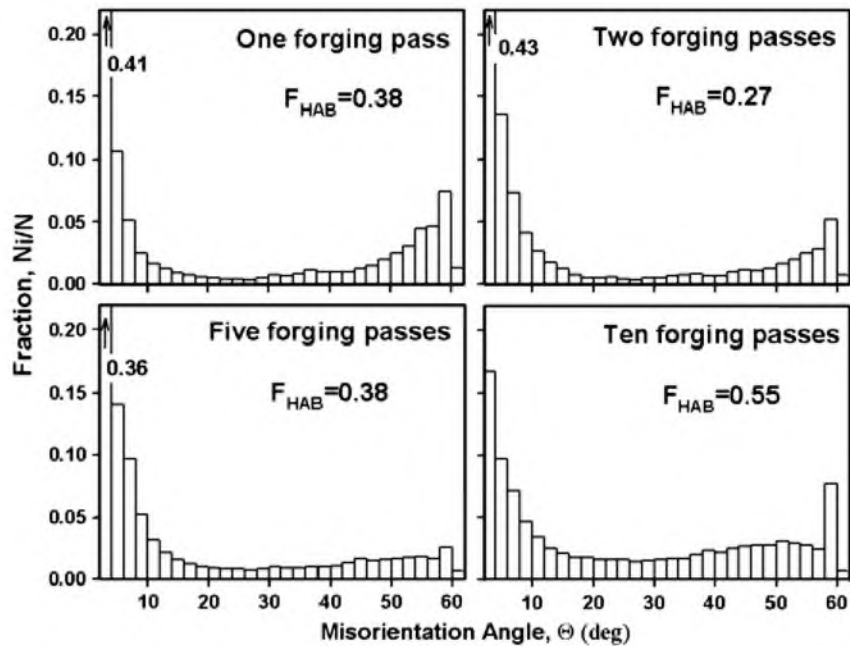 Fraction, Ni/N
0.20
0.15
0.10
0.05
0.00
0.41
One forging pass
F_HAB=0.38
0.43
Two forging passes
F_HAB=0.27
0.20
0.15
0.10
0.05
0.00
0.36
Five forging passes
F_HAB=0.38
Ten forging passes
F_HAB=0.55
10 20 30 40 50 60
10 20 30 40 50 60
Misorientation Angle, Θ (deg)